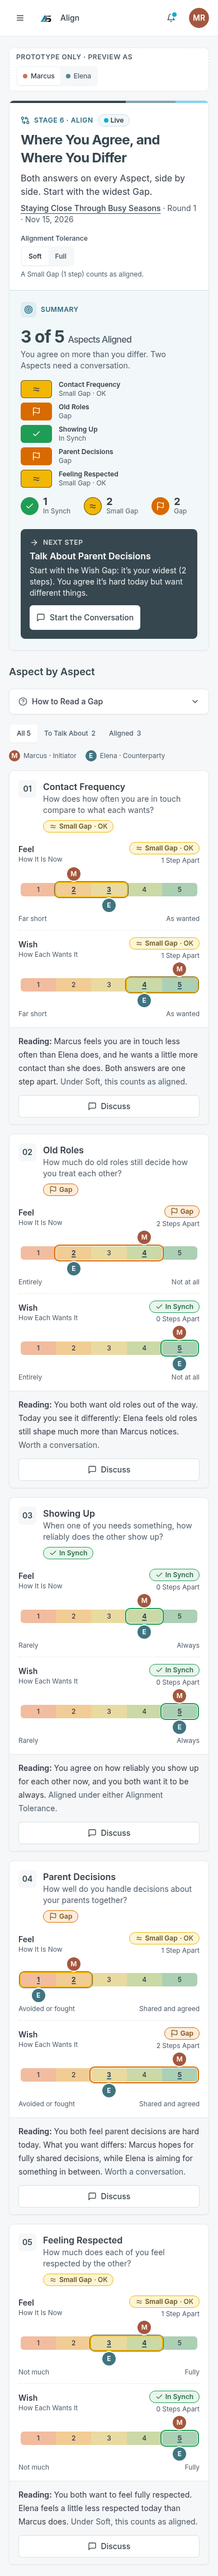 Align
MR
PROTOTYPE ONLY · PREVIEW AS
Marcus
Elena
STAGE 6 · ALIGN
Live
Where You Agree, and
Where You Differ
Both answers on every Aspect, side by
side. Start with the widest Gap.
Staying Close Through Busy Seasons · Round 1
· Nov 15, 2026
Alignment Tolerance
Soft
Full
A Small Gap (1 step) counts as aligned.
SUMMARY
3 of 5 Aspects Aligned
You agree on more than you differ. Two
Aspects need a conversation.
Contact Frequency
Small Gap · OK
Old Roles
Gap
Showing Up
In Synch
Parent Decisions
Gap
Feeling Respected
Small Gap · OK
1
In Synch
2
Small Gap
2
Gap
NEXT STEP
Talk About Parent Decisions
Start with the Wish Gap: it's your widest (2
steps). You agree it's hard today but want
different things.
Start the Conversation
Aspect by Aspect
How to Read a Gap
All 5
To Talk About 2
Aligned 3
M Marcus · Initiator
E Elena · Counterparty
01
Contact Frequency
How does how often you are in touch
compare to what each wants?
Small Gap · OK
Feel
Small Gap · OK
How It Is Now
1 Step Apart
M
1 2 3 4 5
E
Far short
As wanted
Wish
Small Gap · OK
How Each Wants It
1 Step Apart
M
1 2 3 4 5
E
Far short
As wanted
Reading: Marcus feels you are in touch less
often than Elena does, and he wants a little more
contact than she does. Both answers are one
step apart. Under Soft, this counts as aligned.
Discuss
02
Old Roles
How much do old roles still decide how
you treat each other?
Gap
Feel
Gap
How It Is Now
2 Steps Apart
M
1 2 3 4 5
E
Entirely
Not at all
Wish
In Synch
How Each Wants It
0 Steps Apart
M
1 2 3 4 5
E
Entirely
Not at all
Reading: You both want old roles out of the way.
Today you see it differently: Elena feels old roles
still shape much more than Marcus notices.
Worth a conversation.
Discuss
03
Showing Up
When one of you needs something, how
reliably does the other show up?
In Synch
Feel
In Synch
How It Is Now
0 Steps Apart
M
1 2 3 4 5
E
Rarely
Always
Wish
In Synch
How Each Wants It
0 Steps Apart
M
1 2 3 4 5
E
Rarely
Always
Reading: You agree on how reliably you show up
for each other now, and you both want it to be
always. Aligned under either Alignment
Tolerance.
Discuss
04
Parent Decisions
How well do you handle decisions about
your parents together?
Gap
Feel
Small Gap · OK
How It Is Now
1 Step Apart
M
1 2 3 4 5
E
Avoided or fought
Shared and agreed
Wish
Gap
How Each Wants It
2 Steps Apart
M
1 2 3 4 5
E
Avoided or fought
Shared and agreed
Reading: You both feel parent decisions are hard
today. What you want differs: Marcus hopes for
fully shared decisions, while Elena is aiming for
something in between. Worth a conversation.
Discuss
05
Feeling Respected
How much does each of you feel
respected by the other?
Small Gap · OK
Feel
Small Gap · OK
How It Is Now
1 Step Apart
M
1 2 3 4 5
E
Not much
Fully
Wish
In Synch
How Each Wants It
0 Steps Apart
M
1 2 3 4 5
E
Not much
Fully
Reading: You both want to feel fully respected.
Elena feels a little less respected today than
Marcus does. Under Soft, this counts as aligned.
Discuss